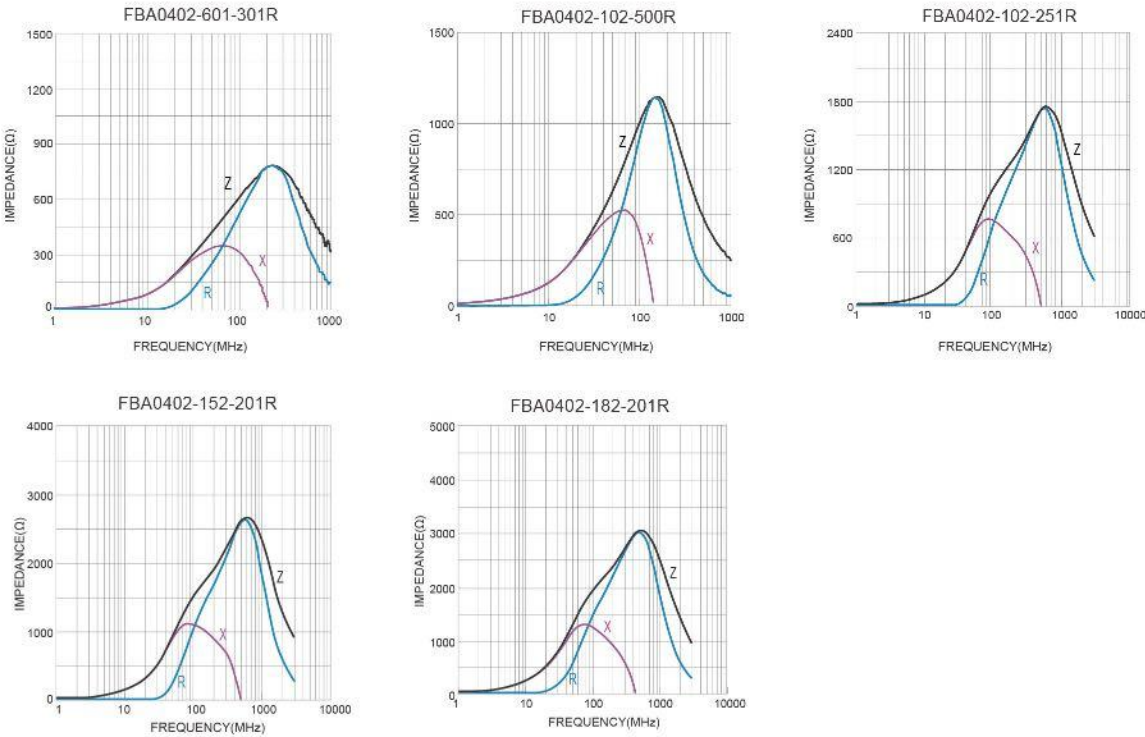 FBA0402-601-301R
1500
1200
900
600
300
0
IMPEDANCE(Ω)
Z
X
R
1 10 100 1000
FREQUENCY(MHz)
FBA0402-102-500R
1500
1000
500
0
IMPEDANCE(Ω)
Z
X
R
1 10 100 1000
FREQUENCY(MHz)
FBA0402-102-251R
2400
1800
1200
600
0
IMPEDANCE(Ω)
Z
X
R
1 10 100 1000 10000
FREQUENCY(MHz)
FBA0402-152-201R
4000
3000
2000
1000
0
IMPEDANCE(Ω)
Z
X
R
1 10 100 1000 10000
FREQUENCY(MHz)
FBA0402-182-201R
5000
4000
3000
2000
1000
0
IMPEDANCE(Ω)
Z
X
R
1 10 100 1000 10000
FREQUENCY(MHz)